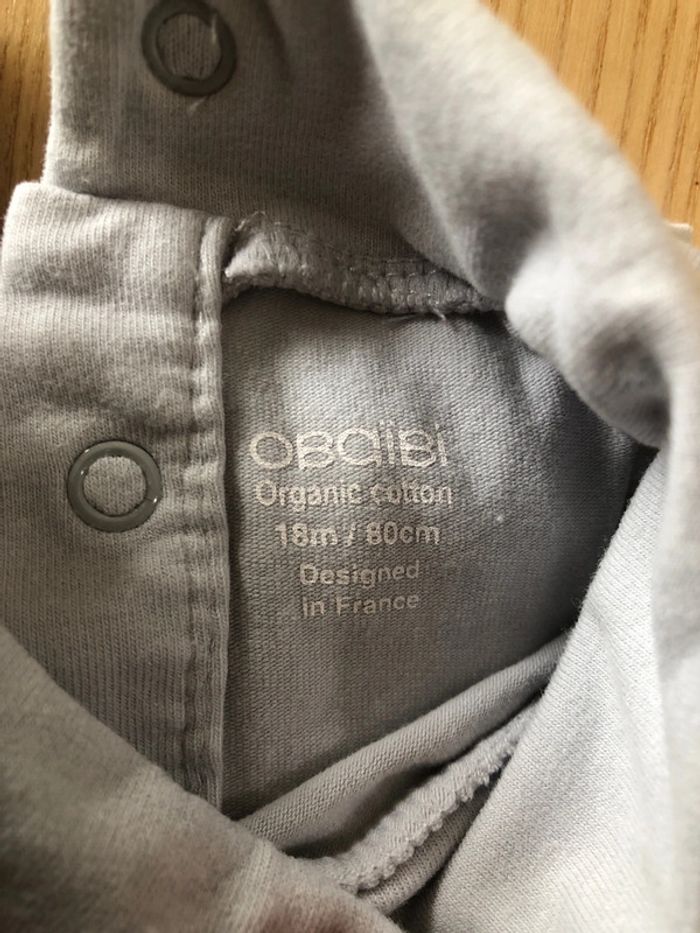 OBaïBi
Organic cotton
18m / 80cm
Designed
in France